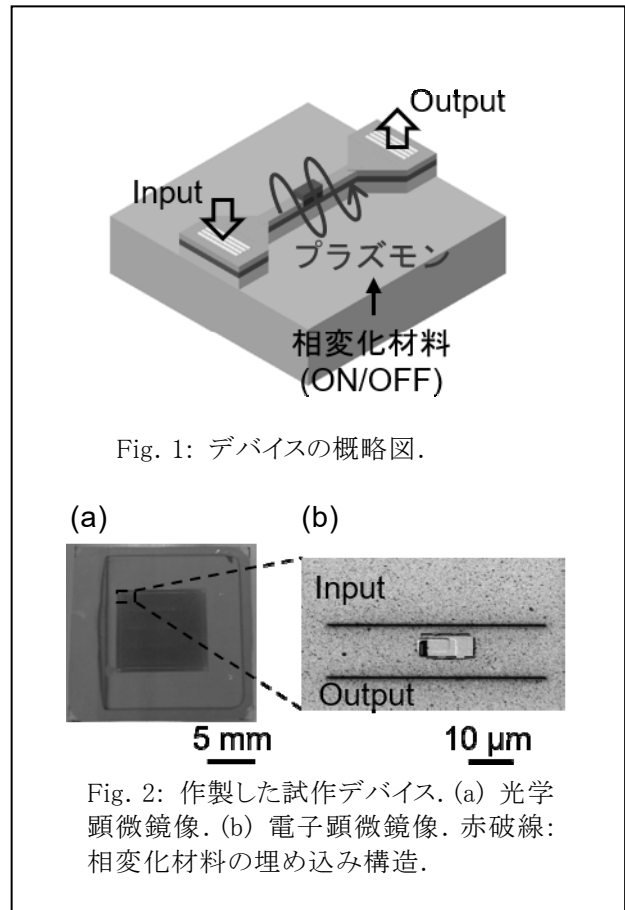 Output
Input
プラズモン
相変化材料
(ON/OFF)
Fig. 1: デバイスの概略図.
(a) (b)
Input
Output
5 mm 10 μm
Fig. 2: 作製した試作デバイス. (a) 光学
顕微鏡像. (b) 電子顕微鏡像. 赤破線:
相変化材料の埋め込み構造.